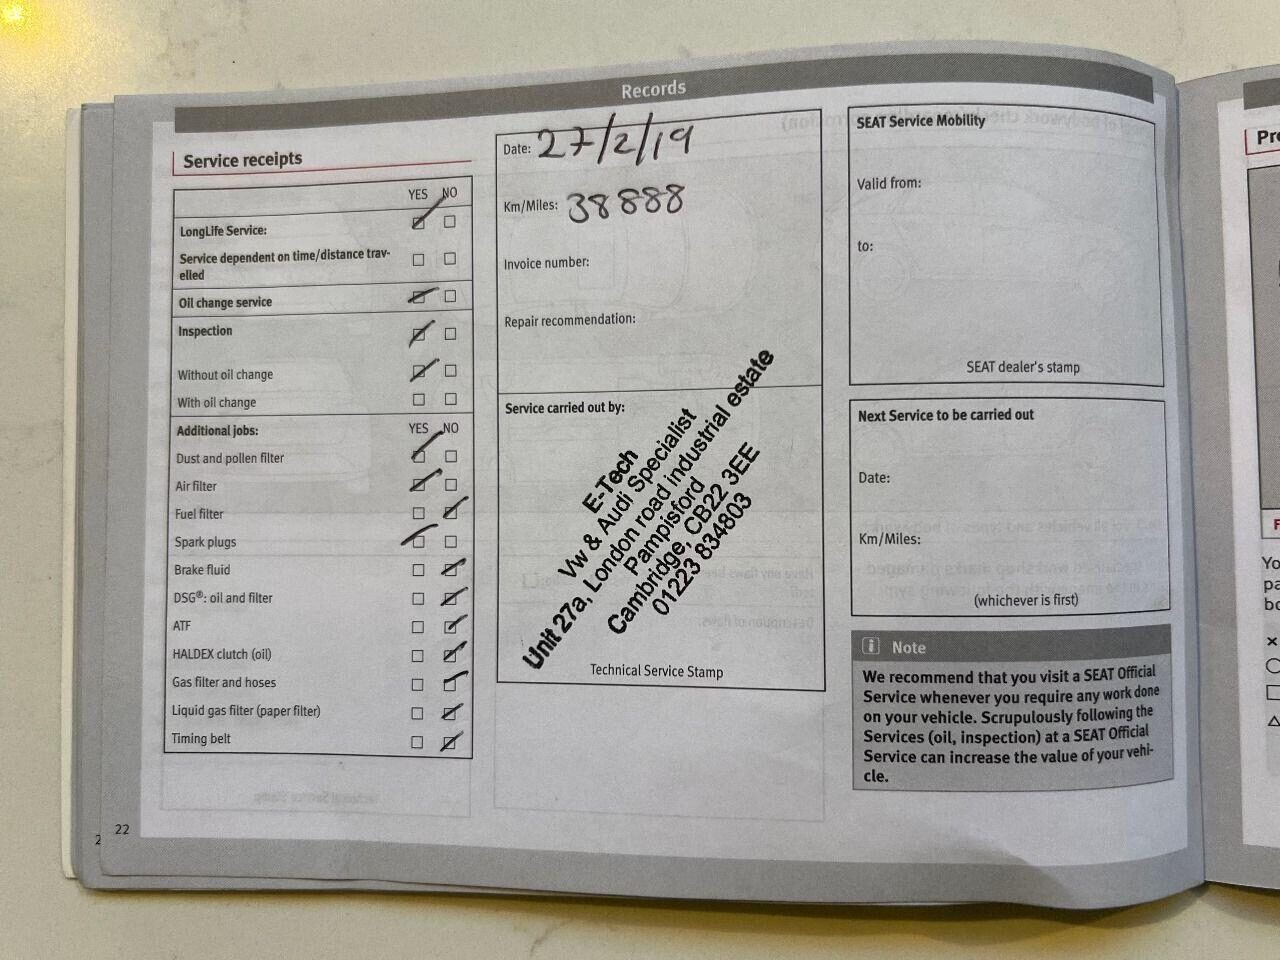 Records
Service receipts
YES NO
LongLife Service:
Service dependent on time/distance trav-
elled
Oil change service
Inspection
Without oil change
With oil change
Additional jobs: YES NO
Dust and pollen filter
Air filter
Fuel filter
Spark plugs
Brake fluid
DSG®: oil and filter
ATF
HALDEX clutch (oil)
Gas filter and hoses
Liquid gas filter (paper filter)
Timing belt
22
Date: 27/2/19
Km/Miles: 38888
Invoice number:
Repair recommendation:
Service carried out by:
E-Tech
Vw & Audi Specialist
Unit 27a, London road industrial estate
Pampisford
Cambridge, CB22 3EE
01223 834803
Technical Service Stamp
SEAT Service Mobility
Valid from:
to:
SEAT dealer's stamp
Next Service to be carried out
Date:
Km/Miles:
(whichever is first)
i Note
We recommend that you visit a SEAT Official
Service whenever you require any work done
on your vehicle. Scrupulously following the
Services (oil, inspection) at a SEAT Official
Service can increase the value of your vehi-
cle.